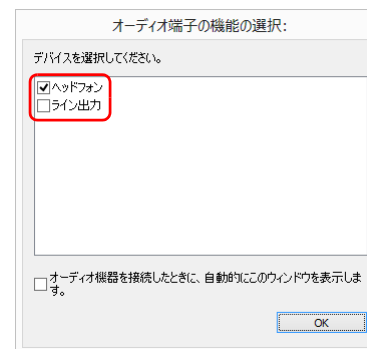 オーディオ端子の機能の選択:
デバイスを選択してください。
ヘッドフォン
ライン出力
オーディオ機器を接続したときに、自動的にこのウィンドウを表示しま
す。
OK